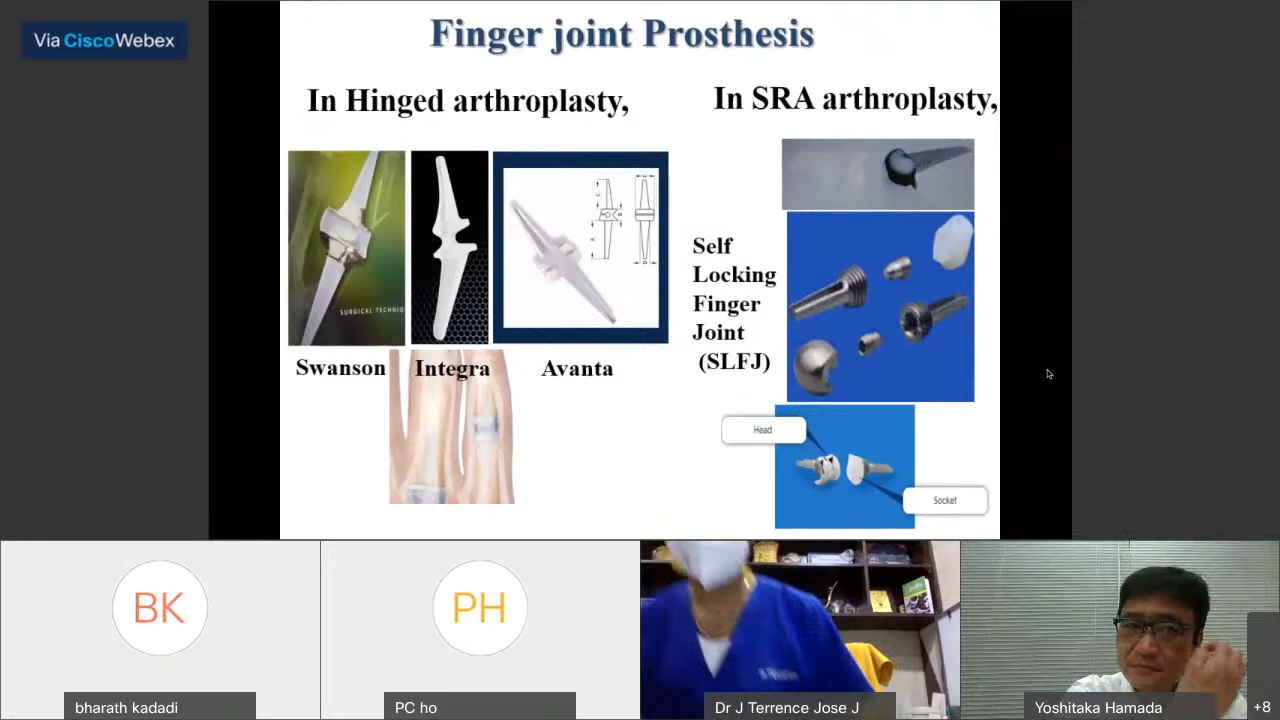 Via CiscoWebex
Finger joint Prosthesis
In Hinged arthroplasty,
In SRA arthroplasty,
SURGICAL TECHNIQ
Swanson
Integra
Avanta
Self
Locking
Finger
Joint
(SLFJ)
Head
Socket
BK
PH
bharath kadadi
PC ho
Dr J Terrence Jose J
Yoshitaka Hamada
+8